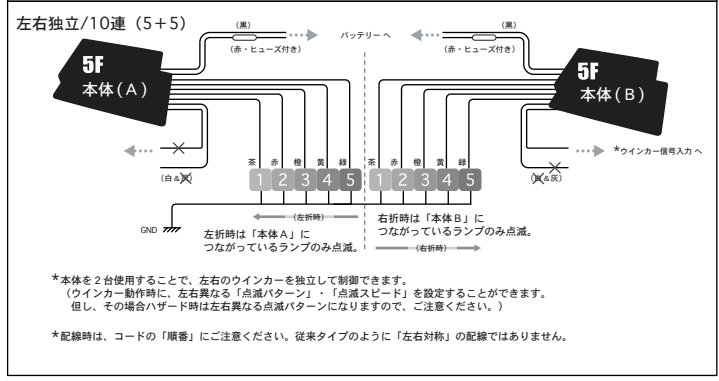 左右独立/10連（5＋5）
（黒）
（赤・ヒューズ付き）
バッテリーへ
（黒）
（赤・ヒューズ付き）
5F
本体(A)
5F
本体(B)
（白&灰）
*ウインカー信号入力 へ
（白&灰）
茶 赤 橙 黄 緑
1 2 3 4 5
茶 赤 橙 黄 緑
1 2 3 4 5
GND
（左折時）
左折時は「本体A」に
つながっているランプのみ点滅。
右折時は「本体B」に
つながっているランプのみ点滅。
（右折時）
*本体を2台使用することで、左右のウインカーを独立して制御できます。
（ウインカー動作時に、左右異なる「点滅パターン」・「点滅スピード」を設定することができます。
但し、その場合ハザード時は左右異なる点滅パターンになりますので、ご注意ください。）
*配線時は、コードの「順番」にご注意ください。従来タイプのように「左右対称」の配線ではありません。